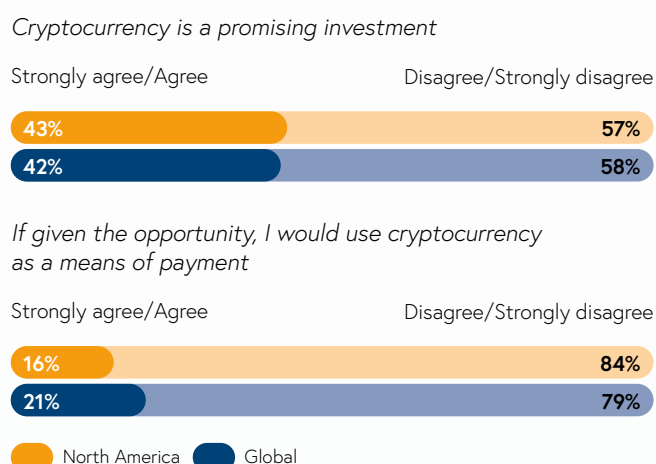 Cryptocurrency is a promising investment
Strongly agree/Agree Disagree/Strongly disagree
43% 57%
42% 58%
If given the opportunity, I would use cryptocurrency
as a means of payment
Strongly agree/Agree Disagree/Strongly disagree
16% 84%
21% 79%
North America Global